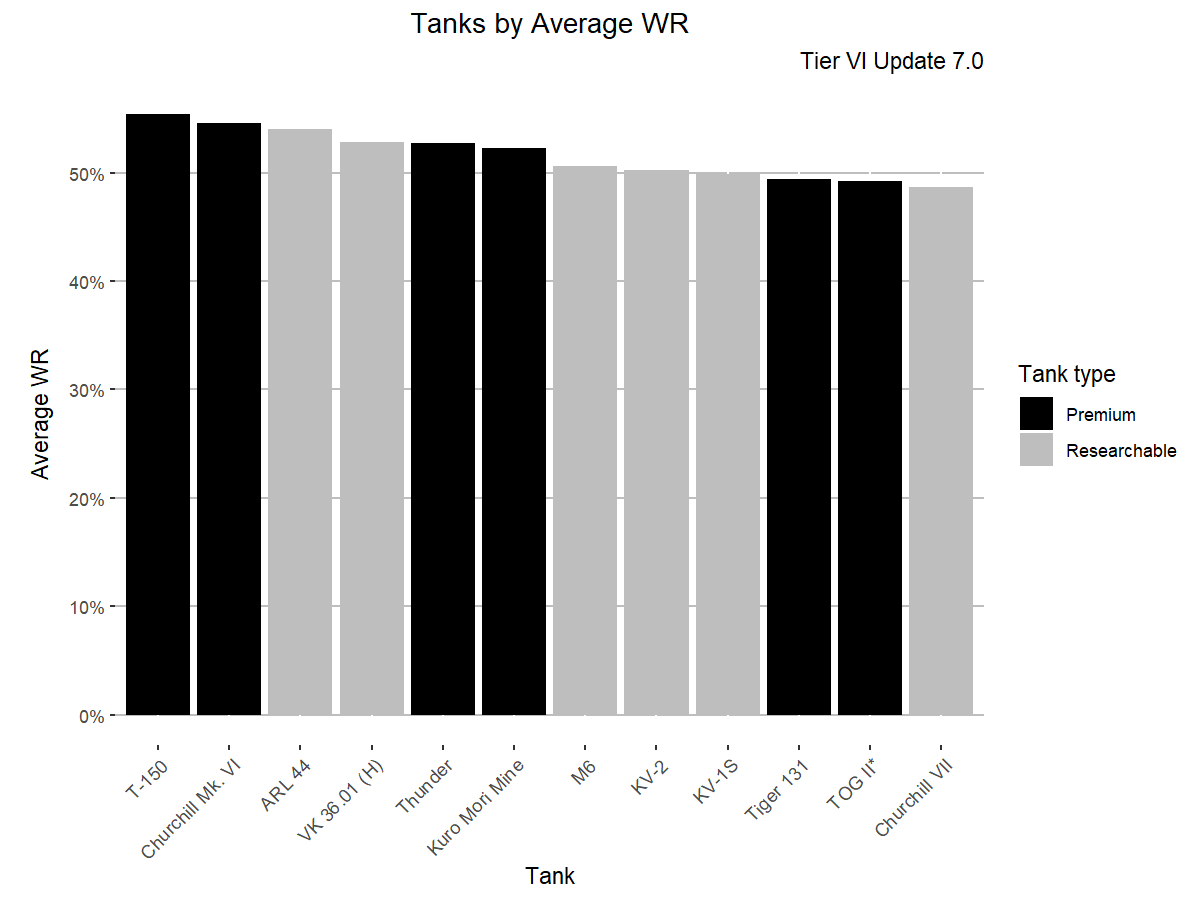 Tanks by Average WR
Tier VI Update 7.0
Average WR
50%
40%
30%
20%
10%
0%
T-150
Churchill Mk. VI
ARL 44
VK 36.01 (H)
Thunder
Kuro Mori Mine
M6
KV-2
KV-1S
Tiger 131
TOG II*
Churchill VII
Tank
Tank type
Premium
Researchable